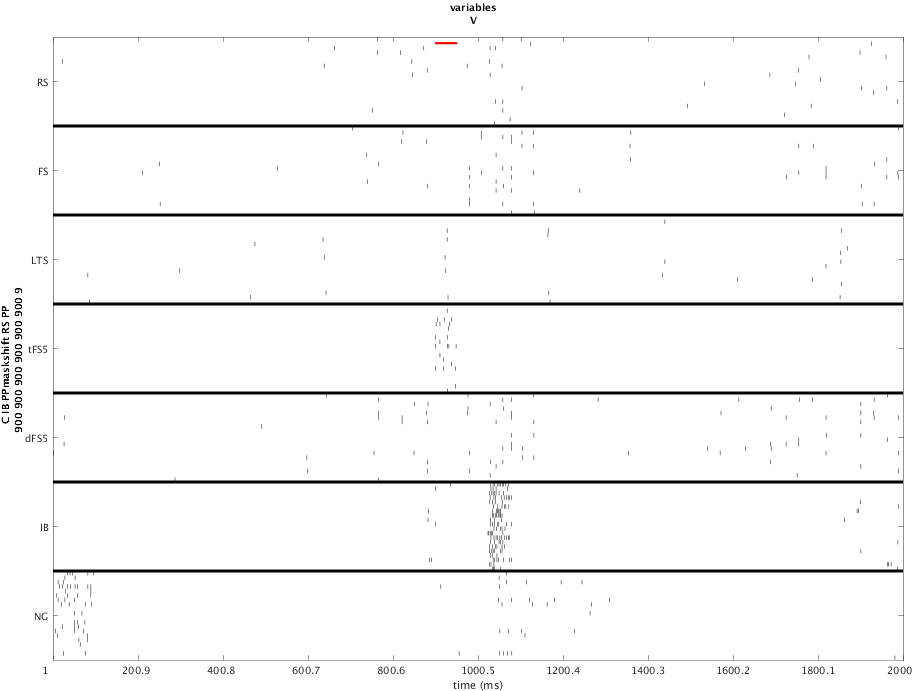 variables
V
RS
FS
LTS
tFS5
dFS5
IB
NG
C IB PPmaskshift RS PP
900 900 900 900 900 9
1
200.9
400.8
600.7
800.6
1000.5
1200.4
1400.3
1600.2
1800.1
2000
time (ms)